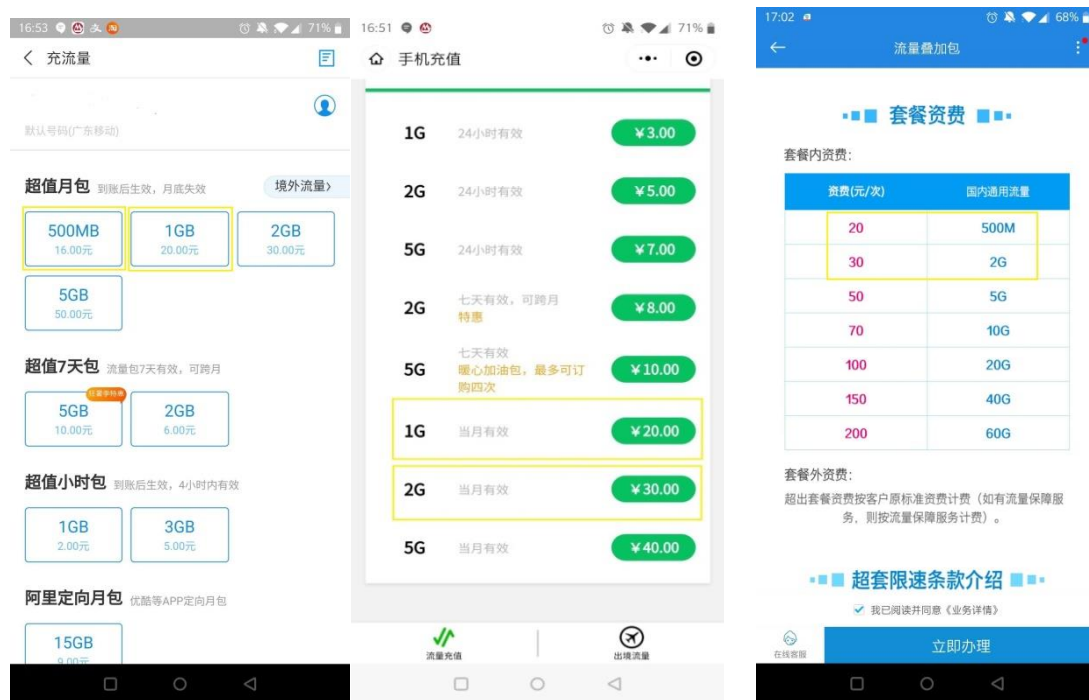 16:53
71%
充流量
默认号码(广东移动)
超值月包 到账后生效，月底失效
境外流量>
500MB
16.00元
1GB
20.00元
2GB
30.00元
5GB
50.00元
超值7天包 流量包7天有效，可跨月
5GB
10.00元
2GB
6.00元
超值小时包 到账后生效，4小时内有效
1GB
2.00元
3GB
5.00元
阿里定向月包 优酷等APP定向月包
15GB
9.00元
16:51
71%
手机充值
1G 24小时有效 ¥3.00
2G 24小时有效 ¥5.00
5G 24小时有效 ¥7.00
2G 七天有效，可跨月 ¥8.00
特惠
5G 七天有效 ¥10.00
暖心加油包，最多可订
购四次
1G 当月有效 ¥20.00
2G 当月有效 ¥30.00
5G 当月有效 ¥40.00
流量充值
出境流量
17:02
68%
流量叠加包
套餐资费
套餐内资费：
资费(元/次) 国内通用流量
20 500M
30 2G
50 5G
70 10G
100 20G
150 40G
200 60G
套餐外资费：
超出套餐资费按客户原标准资费计费（如有流量保障服
务，则按流量保障服务计费）。
超套限速条款介绍
我已阅读并同意《业务详情》
在线客服
立即办理